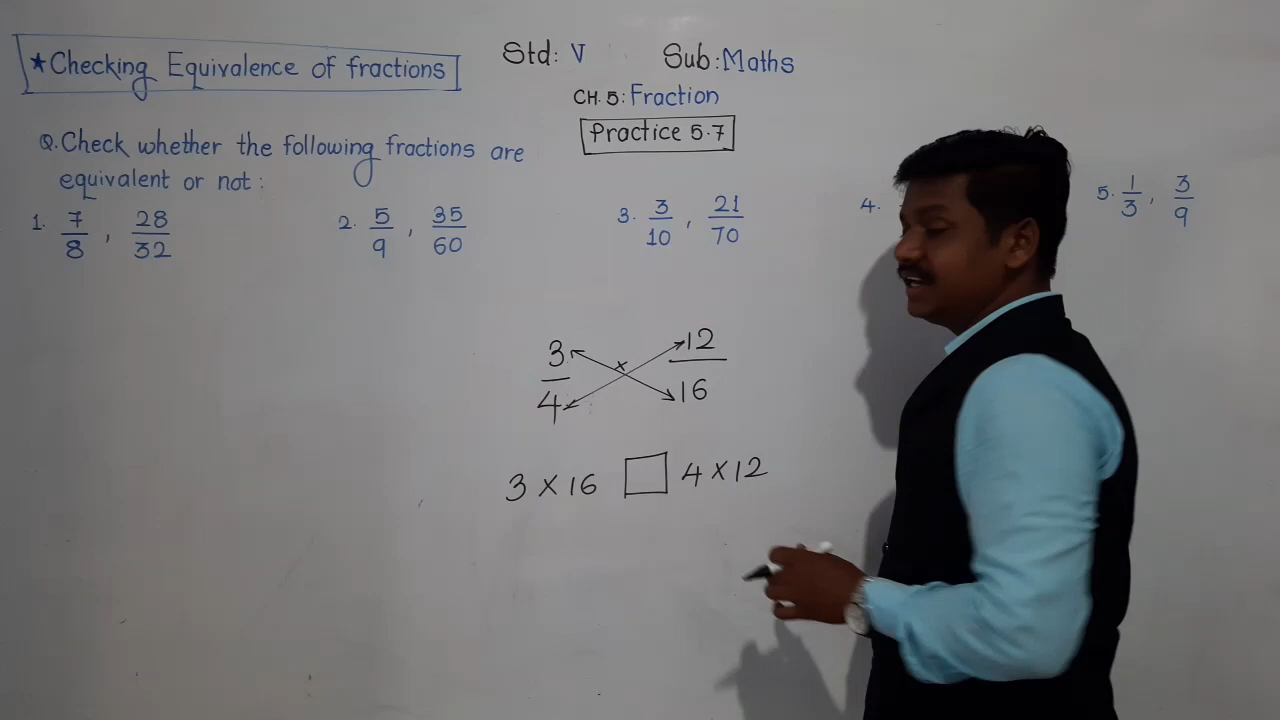 ★Checking Equivalence of fractions
Std: V Sub: Maths
CH. 5: Fraction
Practice 5.7
Q. Check whether the following fractions are
equivalent or not:
1. 7/8, 28/32 2. 5/9, 35/60 3. 3/10, 21/70 4. 5. 1/3, 3/9
3/4 × 12/16
3 × 16 □ 4 × 12